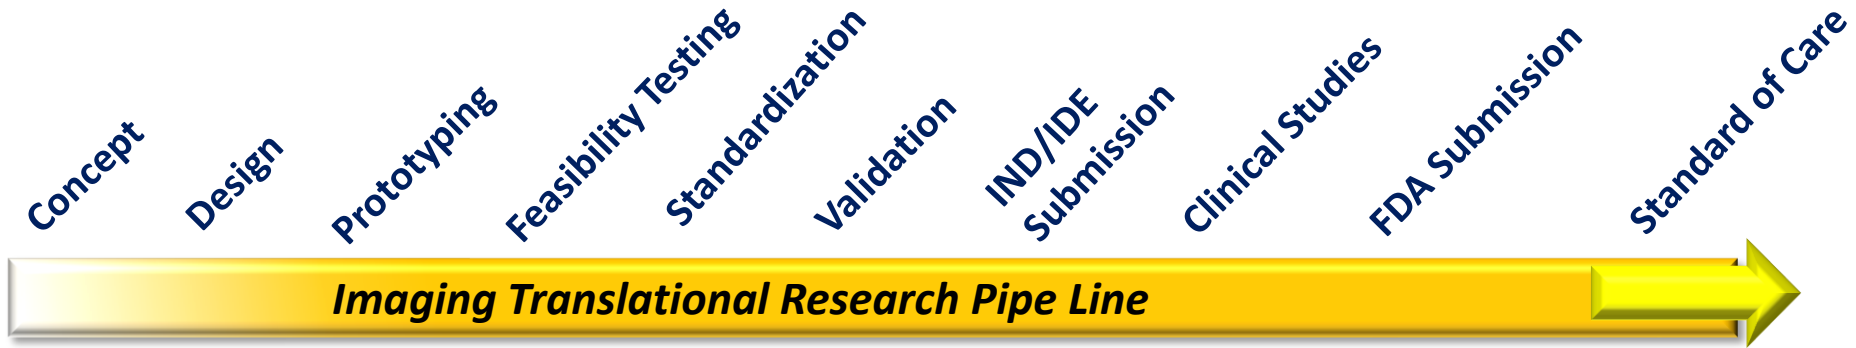 Concept
Design
Prototyping
Feasibility Testing
Standardization
Validation
IND/IDE
Submission
Clinical Studies
FDA Submission
Standard of Care
Imaging Translational Research Pipe Line